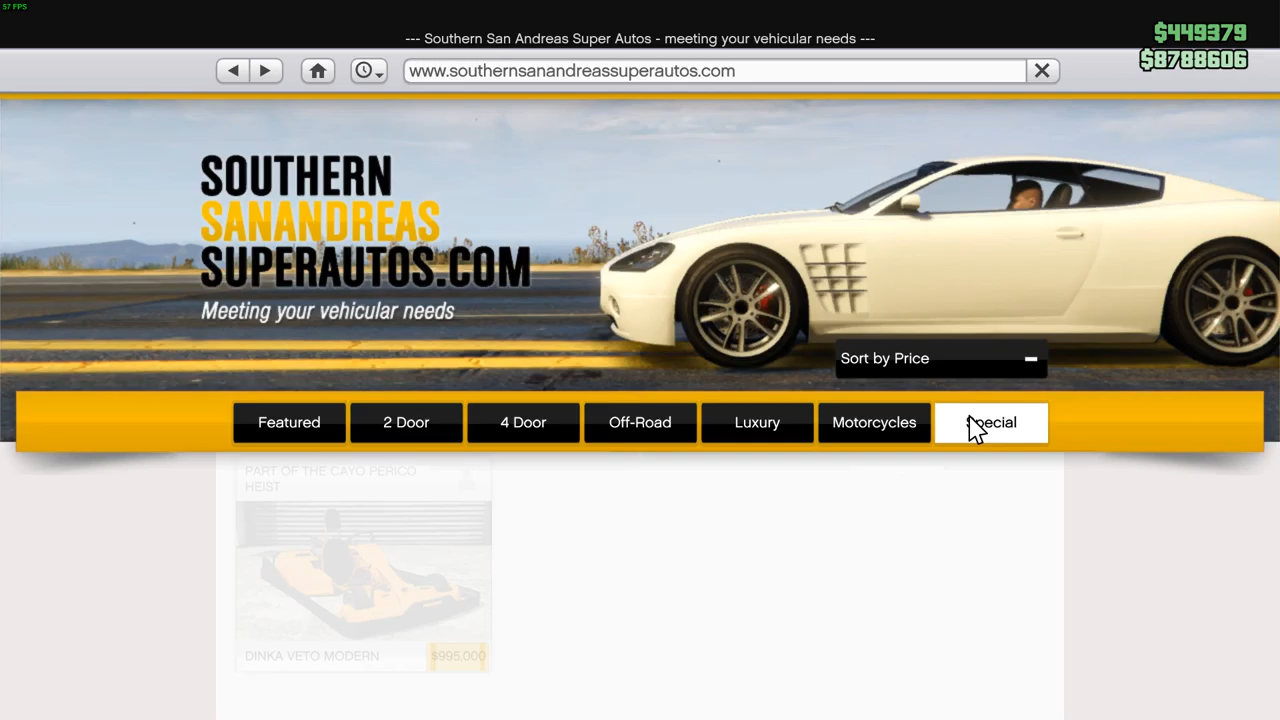 57 FPS
--- Southern San Andreas Super Autos - meeting your vehicular needs ---
$449379
$8788606
www.southernsanandreassuperautos.com
SOUTHERN
SANANDREAS
SUPERAUTOS.COM
Meeting your vehicular needs
Sort by Price
Featured
2 Door
4 Door
Off-Road
Luxury
Motorcycles
Special
PART OF THE CAYO PERICO
HEIST
DINKA VETO MODERN
$995,000